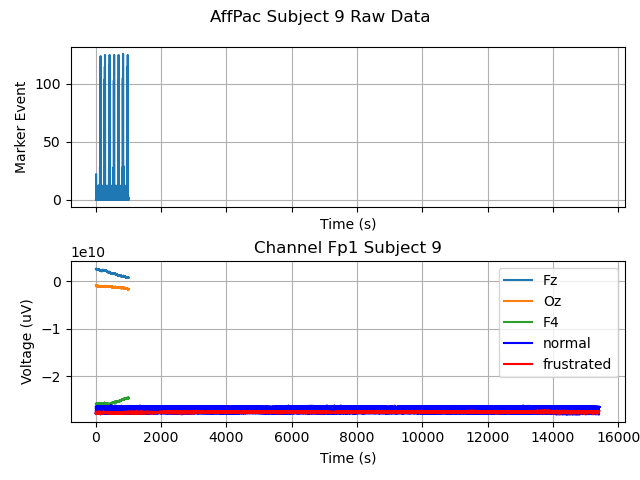 AffPac Subject 9 Raw Data
100
50
0
Marker Event
Time (s)
Channel Fp1 Subject 9
1e10
0
−1
−2
Voltage (uV)
Fz
Oz
F4
normal
frustrated
0 2000 4000 6000 8000 10000 12000 14000 16000
Time (s)